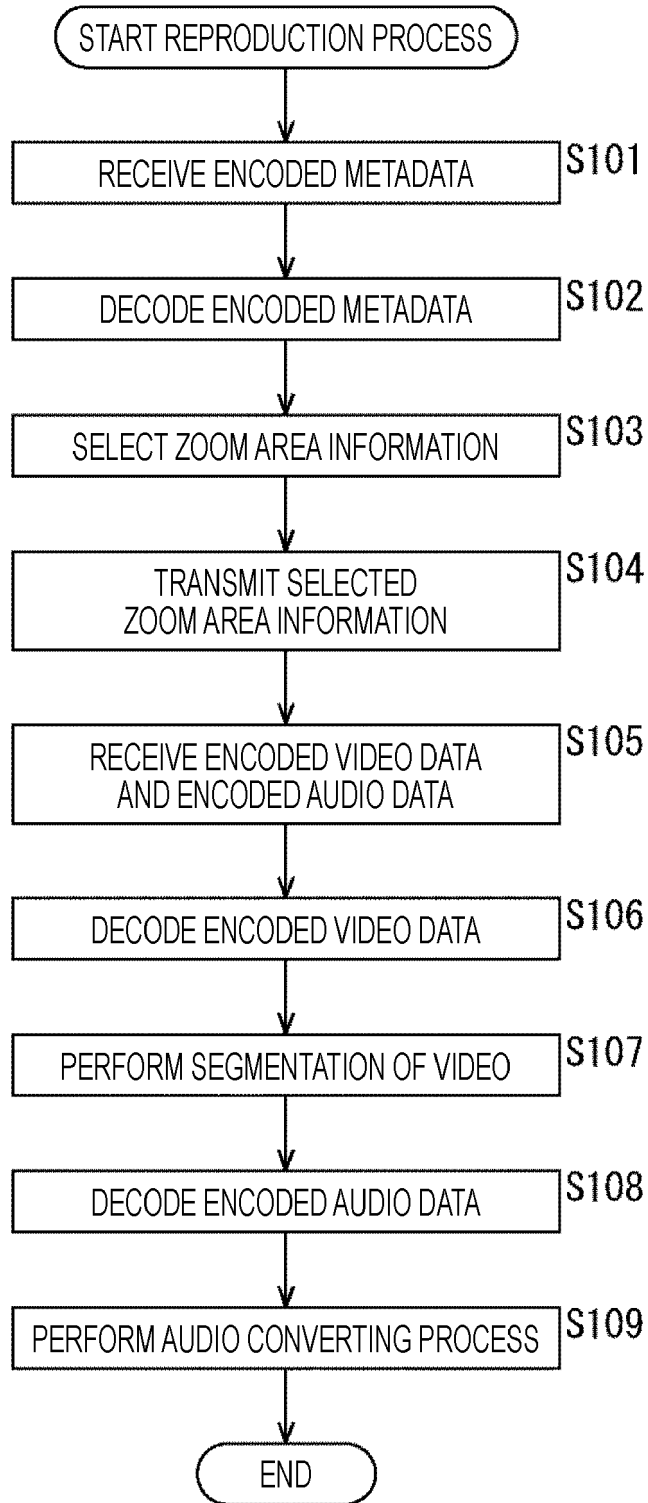 START REPRODUCTION PROCESS
RECEIVE ENCODED METADATA
S101
DECODE ENCODED METADATA
S102
SELECT ZOOM AREA INFORMATION
S103
TRANSMIT SELECTED
ZOOM AREA INFORMATION
S104
RECEIVE ENCODED VIDEO DATA
AND ENCODED AUDIO DATA
S105
DECODE ENCODED VIDEO DATA
S106
PERFORM SEGMENTATION OF VIDEO
S107
DECODE ENCODED AUDIO DATA
S108
PERFORM AUDIO CONVERTING PROCESS
S109
END